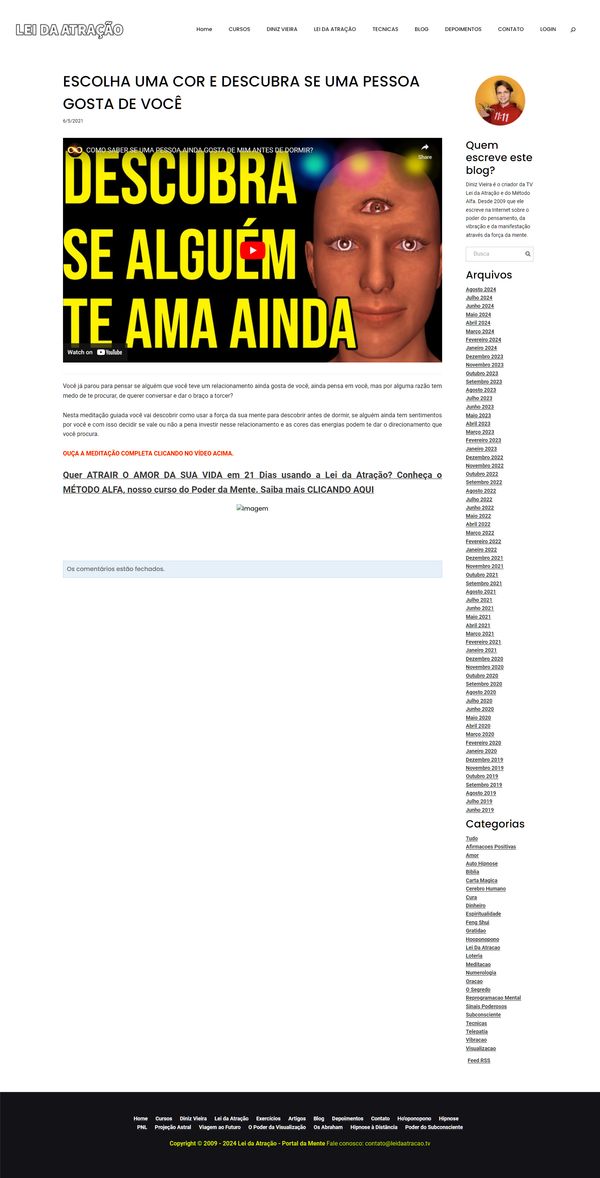 LEI DA ATRAÇÃO
Home CURSOS DINIZ VIEIRA LEI DA ATRAÇÃO TECNICAS BLOG DEPOIMENTOS CONTATO LOGIN
ESCOLHA UMA COR E DESCUBRA SE UMA PESSOA
GOSTA DE VOCÊ
6/5/2021
COMO SABER SE UMA PESSOA AINDA GOSTA DE MIM ANTES DE DORMIR?
Share
DESCUBRA
SE ALGUÉM
TE AMA AINDA
Watch on YouTube
Você já parou para pensar se alguém que você teve um relacionamento ainda gosta de você, ainda pensa em você, mas por alguma razão tem
medo de te procurar, de querer conversar e dar o braço a torcer?
Nesta meditação guiada você vai descobrir como usar a força da sua mente para descobrir antes de dormir, se alguém ainda tem sentimentos
por você e com isso decidir se vale ou não a pena investir nesse relacionamento e as cores das energias podem te dar o direcionamento que
você procura.
OUÇA A MEDITAÇÃO COMPLETA CLICANDO NO VÍDEO ACIMA.
Quer ATRAIR O AMOR DA SUA VIDA em 21 Dias usando a Lei da Atração? Conheça o
MÉTODO ALFA, nosso curso do Poder da Mente. Saiba mais CLICANDO AQUI
Imagem
Os comentários estão fechados.
11:11
Quem
escreve este
blog?
Diniz Vieira é o criador da TV
Lei da Atração e do Método
Alfa. Desde 2009 que ele
escreve na Internet sobre o
poder do pensamento, da
vibração e da manifestação
através da força da mente.
Busca
Arquivos
Agosto 2024
Julho 2024
Junho 2024
Maio 2024
Abril 2024
Março 2024
Fevereiro 2024
Janeiro 2024
Dezembro 2023
Novembro 2023
Outubro 2023
Setembro 2023
Agosto 2023
Julho 2023
Junho 2023
Maio 2023
Abril 2023
Março 2023
Fevereiro 2023
Janeiro 2023
Dezembro 2022
Novembro 2022
Outubro 2022
Setembro 2022
Agosto 2022
Julho 2022
Junho 2022
Maio 2022
Abril 2022
Março 2022
Fevereiro 2022
Janeiro 2022
Dezembro 2021
Novembro 2021
Outubro 2021
Setembro 2021
Agosto 2021
Julho 2021
Junho 2021
Maio 2021
Abril 2021
Março 2021
Fevereiro 2021
Janeiro 2021
Dezembro 2020
Novembro 2020
Outubro 2020
Setembro 2020
Agosto 2020
Julho 2020
Junho 2020
Maio 2020
Abril 2020
Março 2020
Fevereiro 2020
Janeiro 2020
Dezembro 2019
Novembro 2019
Outubro 2019
Setembro 2019
Agosto 2019
Julho 2019
Junho 2019
Categorias
Tudo
Afirmacoes Positivas
Amor
Auto Hipnose
Biblia
Carta Magica
Cerebro Humano
Cura
Dinheiro
Espiritualidade
Feng Shui
Gratidao
Hooponopono
Lei Da Atracao
Loteria
Meditacao
Numerologia
Oracao
O Segredo
Reprogramacao Mental
Sinais Poderosos
Subconsciente
Tecnicas
Telepatia
Vibracao
Visualizacao
Feed RSS
Home Cursos Diniz Vieira Lei da Atração Exercícios Artigos Blog Depoimentos Contato Ho'oponopono Hipnose
PNL Projeção Astral Viagem ao Futuro O Poder da Visualização Os Abraham Hipnose à Distância Poder do Subconsciente
Copyright © 2009 - 2024 Lei da Atração - Portal da Mente Fale conosco: contato@leidaatracao.tv